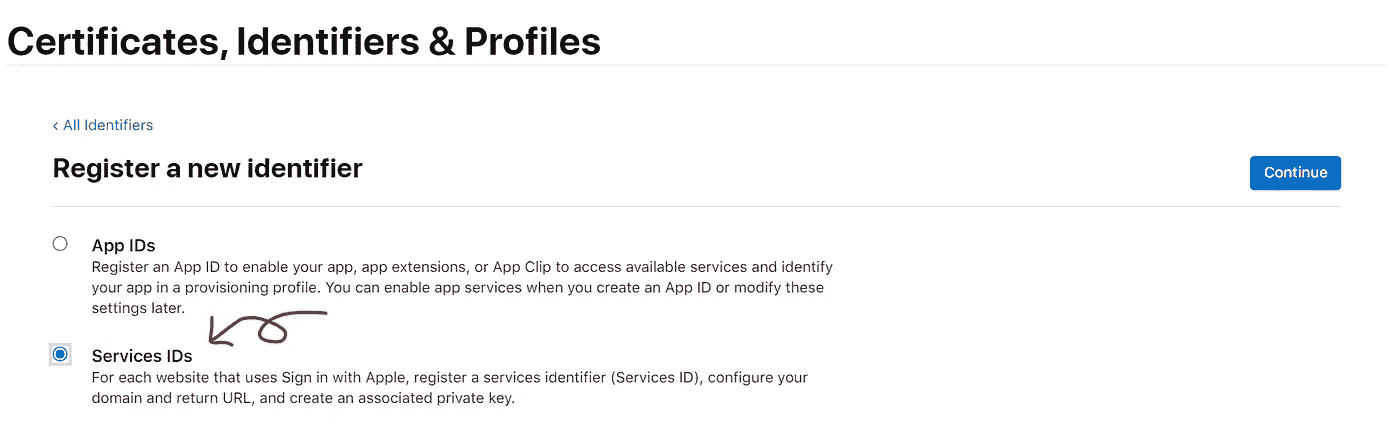 Certificates, Identifiers & Profiles
‹ All Identifiers
Register a new identifier
Continue
App IDs
Register an App ID to enable your app, app extensions, or App Clip to access available services and identify
your app in a provisioning profile. You can enable app services when you create an App ID or modify these
settings later.
Services IDs
For each website that uses Sign in with Apple, register a services identifier (Services ID), configure your
domain and return URL, and create an associated private key.